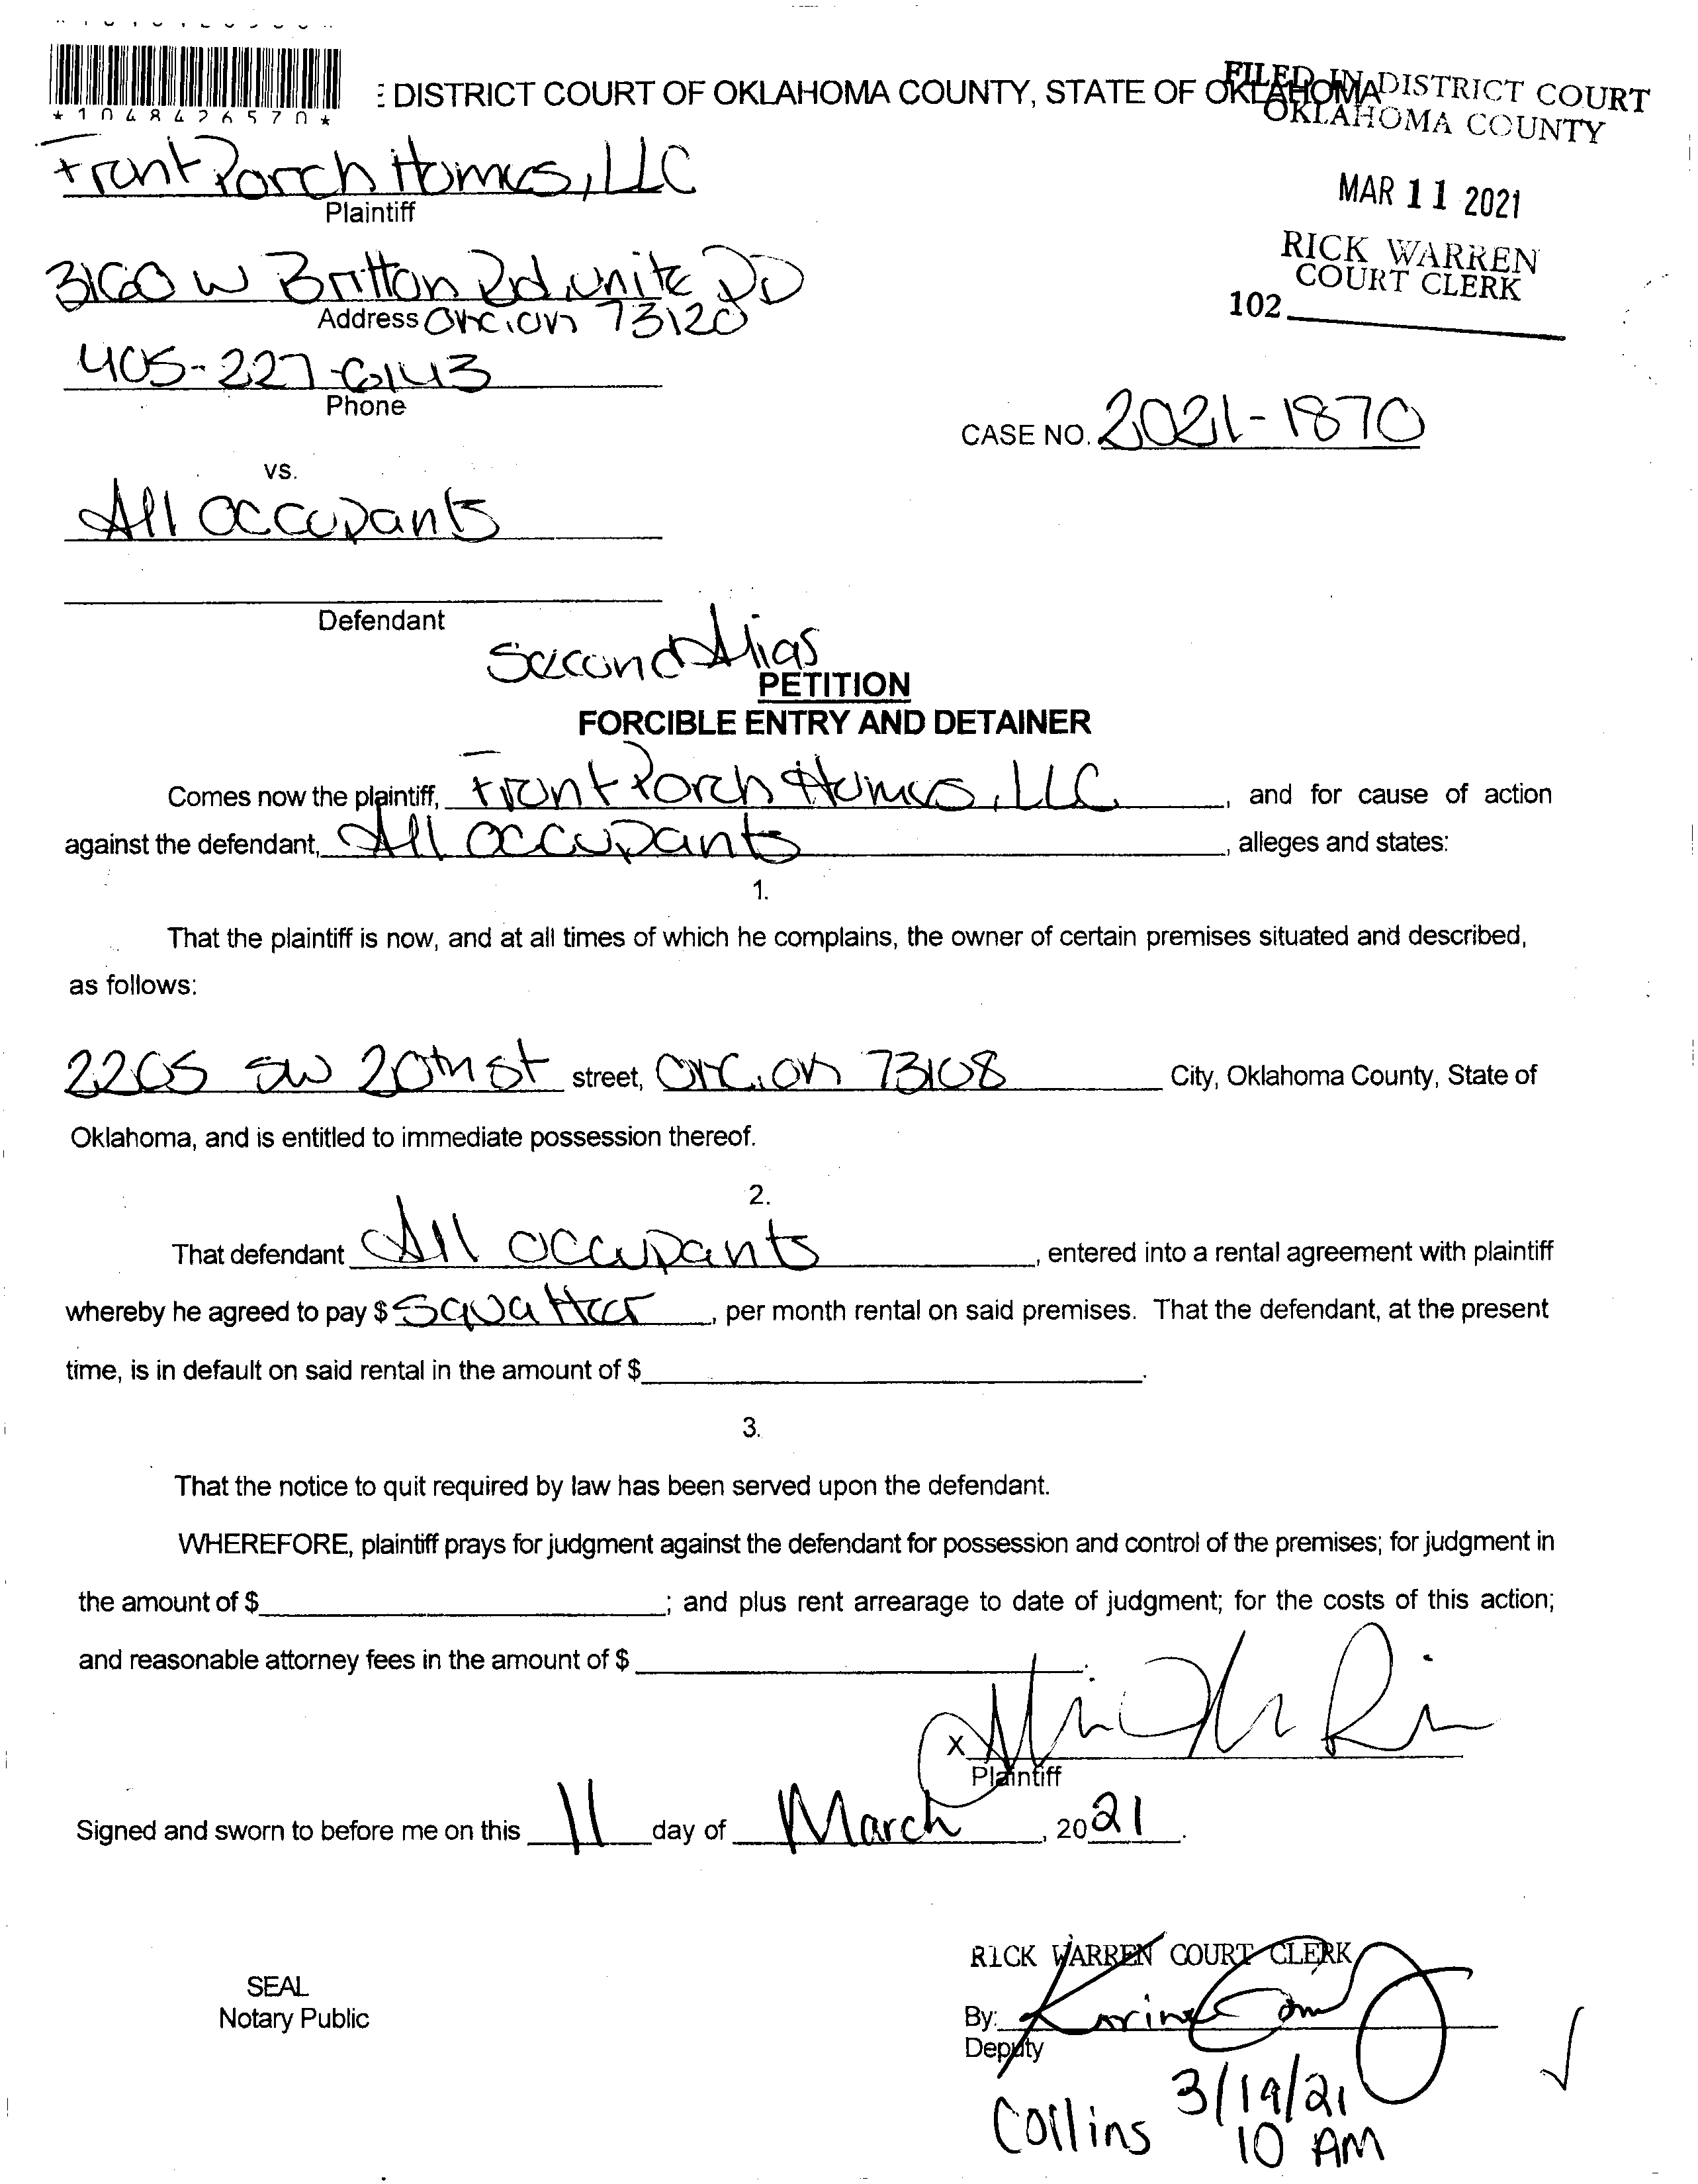 *1048426570*
DISTRICT COURT OF OKLAHOMA COUNTY, STATE OF OKLAHOMA
FILED IN DISTRICT COURT
OKLAHOMA COUNTY
MAR 11 2021
RICK WARREN
COURT CLERK
102
Front Porch Homes, LLC
Plaintiff
3160 W Britton Rd, unite DD
Address OKC, OK 73120
405-227-6143
Phone
CASE NO. 2021-1870
vs.
All occupants
Defendant
Second Alias
PETITION
FORCIBLE ENTRY AND DETAINER
Comes now the plaintiff, Front Porch Homes, LLC, and for cause of action
against the defendant, All occupants, alleges and states:
1.
That the plaintiff is now, and at all times of which he complains, the owner of certain premises situated and described,
as follows:
2205 SW 20th St street, OKC, OK 73108 City, Oklahoma County, State of
Oklahoma, and is entitled to immediate possession thereof.
2.
That defendant All occupants, entered into a rental agreement with plaintiff
whereby he agreed to pay $ Squatter, per month rental on said premises. That the defendant, at the present
time, is in default on said rental in the amount of $.
3.
That the notice to quit required by law has been served upon the defendant.
WHEREFORE, plaintiff prays for judgment against the defendant for possession and control of the premises; for judgment in
the amount of $; and plus rent arrearage to date of judgment; for the costs of this action;
and reasonable attorney fees in the amount of $.
X
Plaintiff
Signed and sworn to before me on this 11 day of March, 2021.
RICK WARREN COURT CLERK
SEAL
Notary Public
By:
Deputy
Collins 3/19/21
10 AM